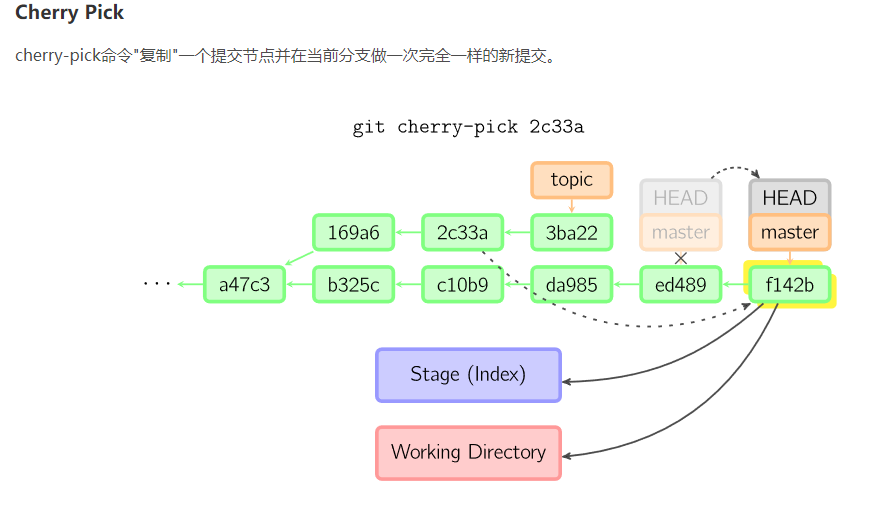 Cherry Pick
cherry-pick命令"复制"一个提交节点并在当前分支做一次完全一样的新提交。
git cherry-pick 2c33a
topic
HEAD
HEAD
169a6
2c33a
3ba22
master
master
...
a47c3
b325c
c10b9
da985
ed489
f142b
Stage (Index)
Working Directory